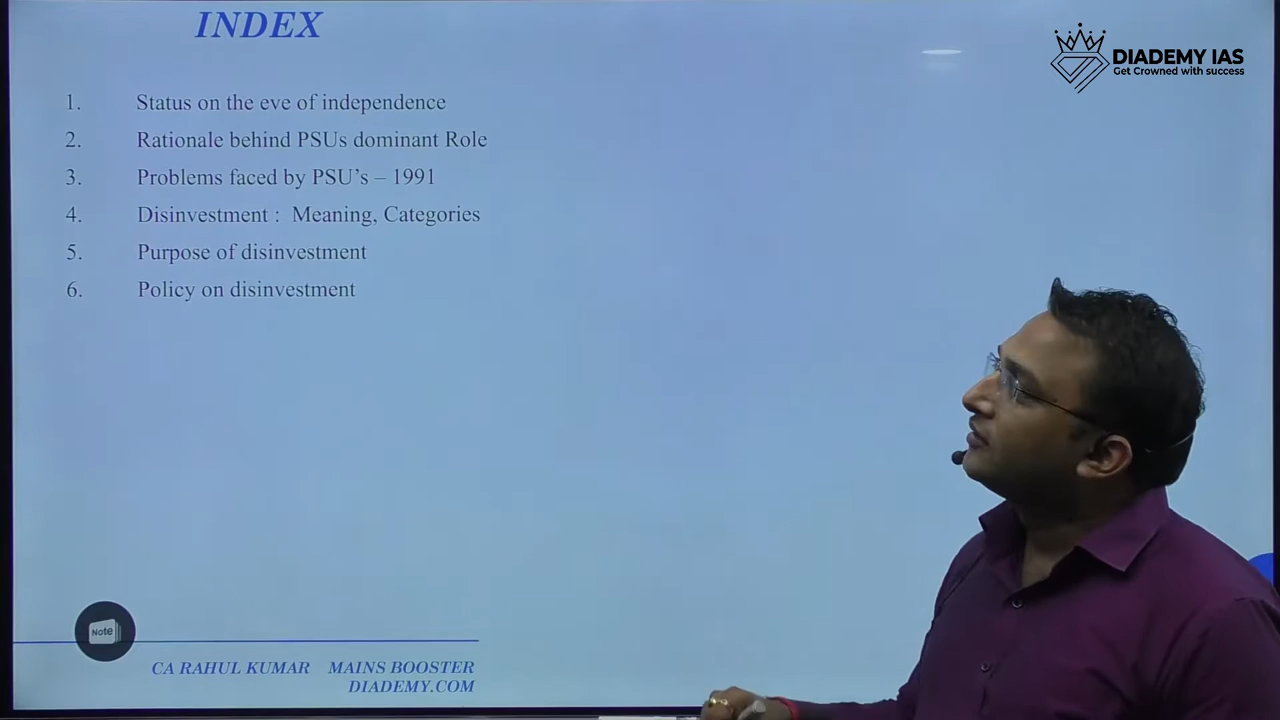 INDEX
DIADEMY IAS
Get Crowned with success
1. Status on the eve of independence
2. Rationale behind PSUs dominant Role
3. Problems faced by PSU's – 1991
4. Disinvestment : Meaning, Categories
5. Purpose of disinvestment
6. Policy on disinvestment
Note
CA RAHUL KUMAR MAINS BOOSTER
DIADEMY.COM